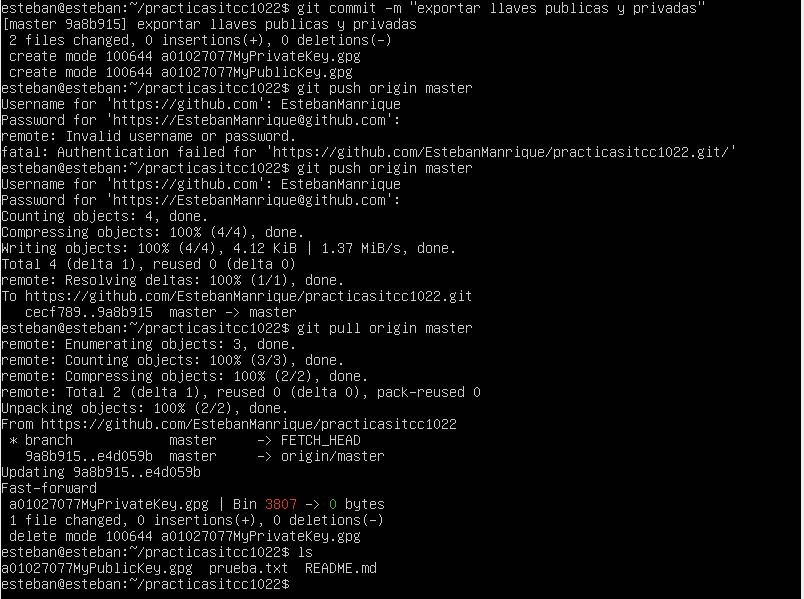 esteban@esteban:~/practicasitcc1022$ git commit -m "exportar llaves publicas y privadas"
[master 9a8b915] exportar llaves publicas y privadas
 2 files changed, 0 insertions(+), 0 deletions(-)
 create mode 100644 a01027077MyPrivateKey.gpg
 create mode 100644 a01027077MyPublicKey.gpg
esteban@esteban:~/practicasitcc1022$ git push origin master
Username for 'https://github.com': EstebanManrique
Password for 'https://EstebanManrique@github.com':
remote: Invalid username or password.
fatal: Authentication failed for 'https://github.com/EstebanManrique/practicasitcc1022.git/'
esteban@esteban:~/practicasitcc1022$ git push origin master
Username for 'https://github.com': EstebanManrique
Password for 'https://EstebanManrique@github.com':
Counting objects: 4, done.
Compressing objects: 100% (4/4), done.
Writing objects: 100% (4/4), 4.12 KiB | 1.37 MiB/s, done.
Total 4 (delta 1), reused 0 (delta 0)
remote: Resolving deltas: 100% (1/1), done.
To https://github.com/EstebanManrique/practicasitcc1022.git
   cecf789..9a8b915  master -> master
esteban@esteban:~/practicasitcc1022$ git pull origin master
remote: Enumerating objects: 3, done.
remote: Counting objects: 100% (3/3), done.
remote: Compressing objects: 100% (2/2), done.
remote: Total 2 (delta 1), reused 0 (delta 0), pack-reused 0
Unpacking objects: 100% (2/2), done.
From https://github.com/EstebanManrique/practicasitcc1022
 * branch            master     -> FETCH_HEAD
   9a8b915..e4d059b  master     -> origin/master
Updating 9a8b915..e4d059b
Fast-forward
 a01027077MyPrivateKey.gpg | Bin 3807 -> 0 bytes
 1 file changed, 0 insertions(+), 0 deletions(-)
 delete mode 100644 a01027077MyPrivateKey.gpg
esteban@esteban:~/practicasitcc1022$ ls
a01027077MyPublicKey.gpg  prueba.txt  README.md
esteban@esteban:~/practicasitcc1022$